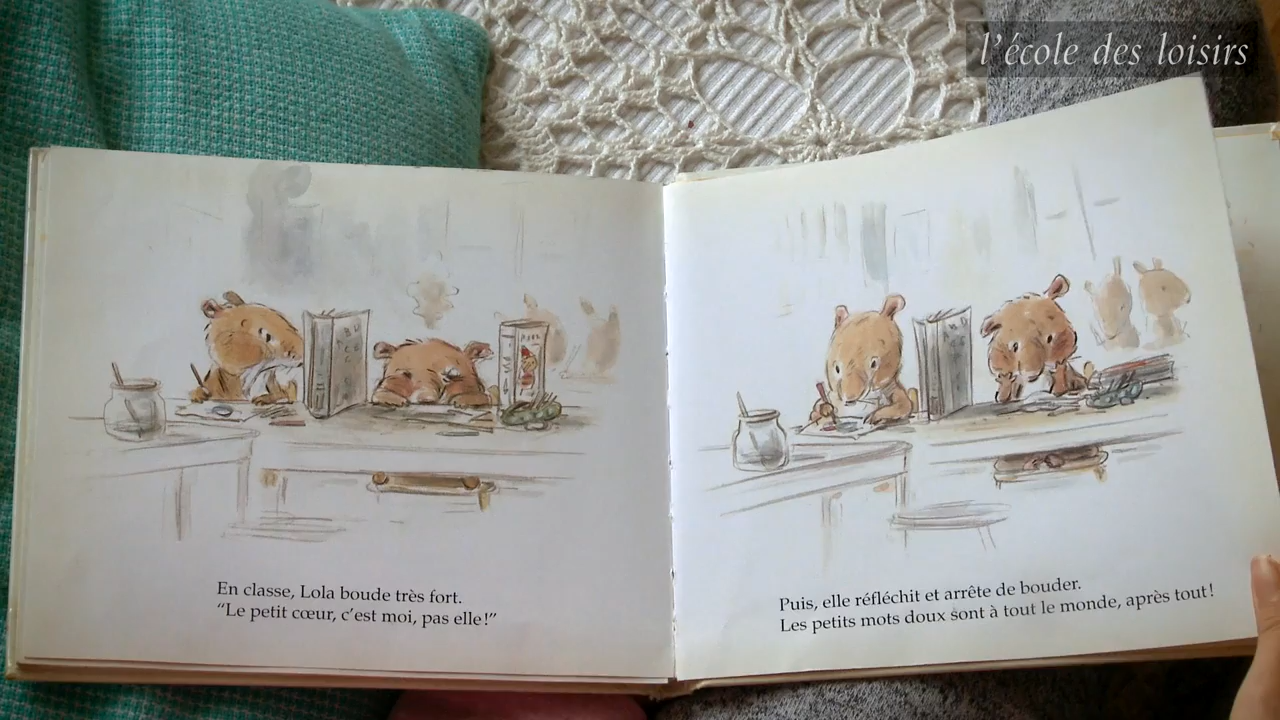 l'école des loisirs
En classe, Lola boude très fort.
“Le petit cœur, c'est moi, pas elle !”
Puis, elle réfléchit et arrête de bouder.
Les petits mots doux sont à tout le monde, après tout !